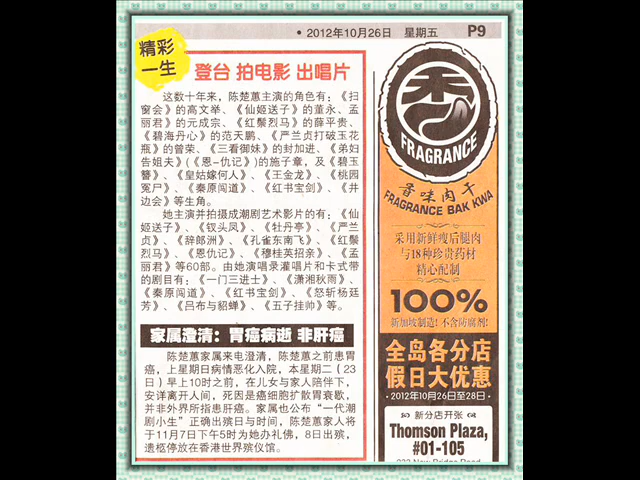 • 2012年10月26日 星期五 P9
精彩
一生
登台 拍电影 出唱片
这数十年来，陈楚蕙主演的角色有：《扫
窗会》的高文举、《仙姬送子》的董永、孟
丽君》的元成宗、《红鬃烈马》的薛平贵、
《碧海丹心》的范天鹏、《严兰贞打破玉花
瓶》的曾荣、《三看御妹》的封加进、《弟妇
告姐夫》(《恩－仇记》)的施子章，及《碧玉
簪》、《皇姑嫁何人》、《王金龙》、《桃园
冤尸》、《秦原闯道》、《红书宝剑》、《井
边会》等生角。
她主演并拍摄成潮剧艺术影片的有：《仙
姬送子》、《钗头凤》、《牡丹亭》、《严兰
贞》、《辞郎洲》、《孔雀东南飞》、《红鬃
烈马》、《恩仇记》、《穆桂英招亲》、《孟
丽君》等60部。由她演唱录灌唱片和卡式带
的剧目有：《一门三进士》、《潇湘秋雨》、
《秦原闯道》、《红书宝剑》、《怒斩杨廷
芳》、《吕布与貂蝉》、《五子挂帅》等。
家属澄清：胃癌病逝 非肝癌
陈楚蕙家属来电澄清，陈楚蕙之前患胃
癌，上星期日病情恶化入院，本星期二（23
日）早上10时之前，在儿女与家人陪伴下，
安详离开人间，死因是癌细胞扩散胃衰歇，
并非外界所指患肝癌。家属也公布“一代潮
剧小生”正确出殡日与时间，陈楚蕙家人将
于11月7日下午5时为她办礼佛，8日出殡，
遗柩停放在香港世界殡仪馆。
FRAGRANCE
香味肉干
FRAGRANCE BAK KWA
采用新鲜瘦后腿肉
与18种珍贵药材
精心配制
100%
新加坡制造! 不含防腐剂!
全岛各分店
假日大优惠
• 2012年10月26日至28日 •
新分店开张
Thomson Plaza,
#01-105